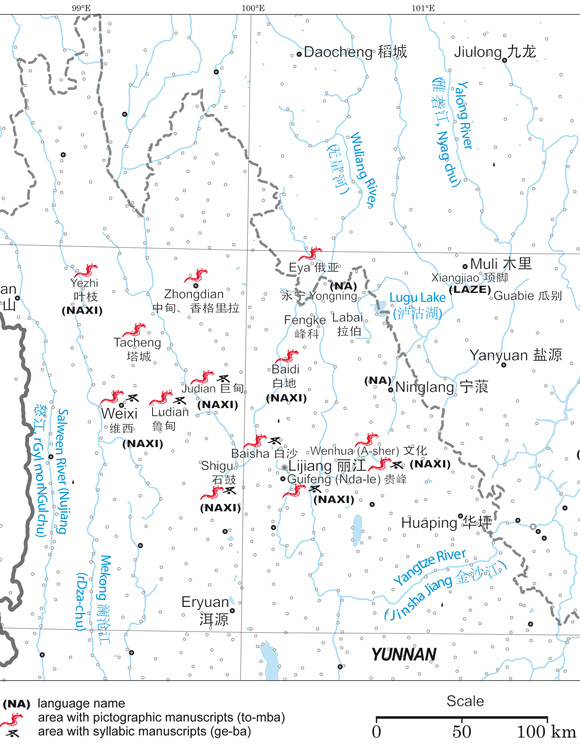 99°E
100°E
101°E
Daocheng 稻城
Jiulong 九龙
Yalong River
(雅砻江, Nyag-chu)
Wuliang River,
(无量河)
Eya 俄亚
Muli 木里
Xiangjiao 项脚
(LAZE)
Guabie 瓜别
(NA)
永宁 Yongning
Lugu Lake
(泸沽湖)
Yezhi
叶枝
(NAXI)
Zhongdian
中甸、香格里拉
an
山
Fengke
峰科
Labai
拉伯
Tacheng
塔城
Yanyuan 盐源
Baidi
白地
(NAXI)
(NA)
Ninglang 宁蒗
Judian 巨甸
(NAXI)
Weixi
维西
(NAXI)
Ludian
鲁甸
Salween River (Nujiang
怒江, rGyl moRNGul chu)
Baisha 白沙
Wenhua (A-sher) 文化
Shigu
石鼓
(NAXI)
Lijiang 丽江
(NAXI)
Guifeng (Nda-le) 贵峰
(NAXI)
Huaping 华坪
Mekong 澜沧江
(rDza-chu)
Yangtze River
(Jinsha Jiang 金沙江)
Eryuan
洱源
YUNNAN
(NA) language name
area with pictographic manuscripts (to-mba)
area with syllabic manuscripts (ge-ba)
Scale
0 50 100 km